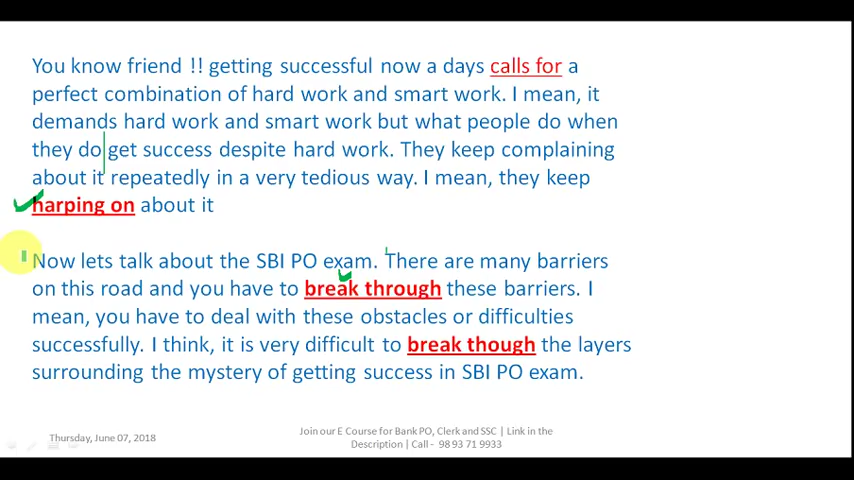 You know friend !! getting successful now a days calls for a
perfect combination of hard work and smart work. I mean, it
demands hard work and smart work but what people do when
they do get success despite hard work. They keep complaining
about it repeatedly in a very tedious way. I mean, they keep
harping on about it
Now lets talk about the SBI PO exam. There are many barriers
on this road and you have to break through these barriers. I
mean, you have to deal with these obstacles or difficulties
successfully. I think, it is very difficult to break though the layers
surrounding the mystery of getting success in SBI PO exam.
Thursday, June 07, 2018
Join our E Course for Bank PO, Clerk and SSC | Link in the
Description | Call - 98 93 71 9933